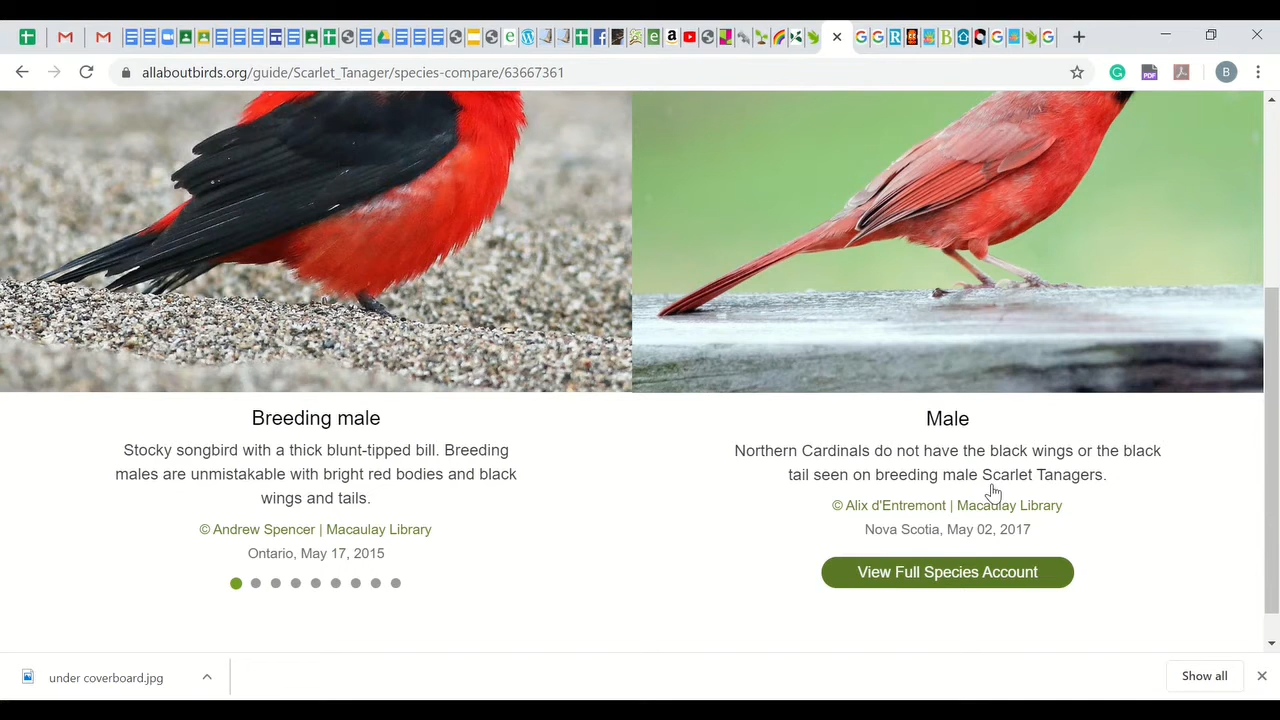 allaboutbirds.org/guide/Scarlet_Tanager/species-compare/63667361
B
Breeding male
Stocky songbird with a thick blunt-tipped bill. Breeding
males are unmistakable with bright red bodies and black
wings and tails.
© Andrew Spencer | Macaulay Library
Ontario, May 17, 2015
Male
Northern Cardinals do not have the black wings or the black
tail seen on breeding male Scarlet Tanagers.
© Alix d'Entremont | Macaulay Library
Nova Scotia, May 02, 2017
View Full Species Account
under coverboard.jpg
Show all